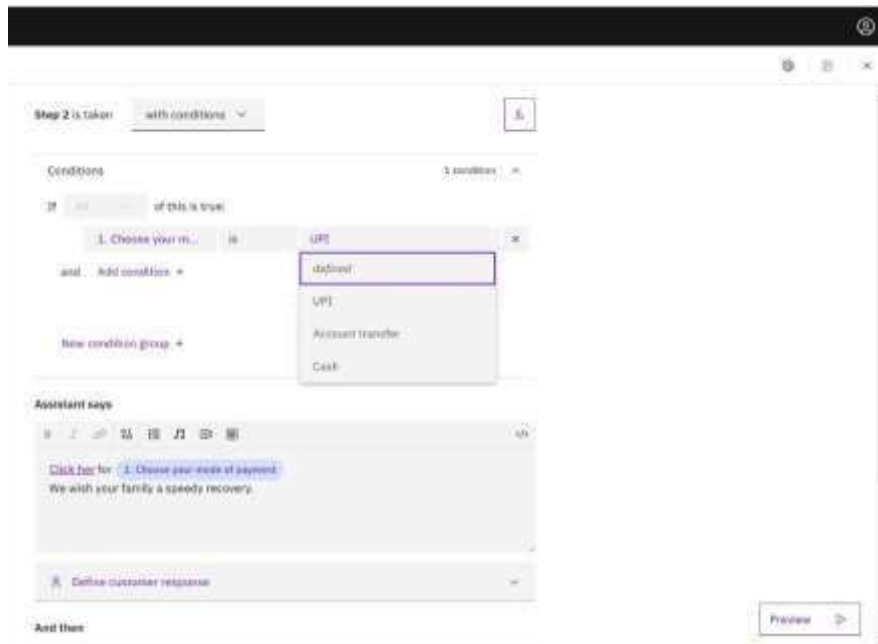 Step 2 is taken with conditions
Conditions 1 condition
If All of this is true:
1. Choose your m... is UPI
and Add condition +
defined
UPI
Account transfer
Cash
New condition group +
Assistant says
Click her for 1. Choose your mode of payment
We wish your family a speedy recovery.
Define customer response
And then
Preview